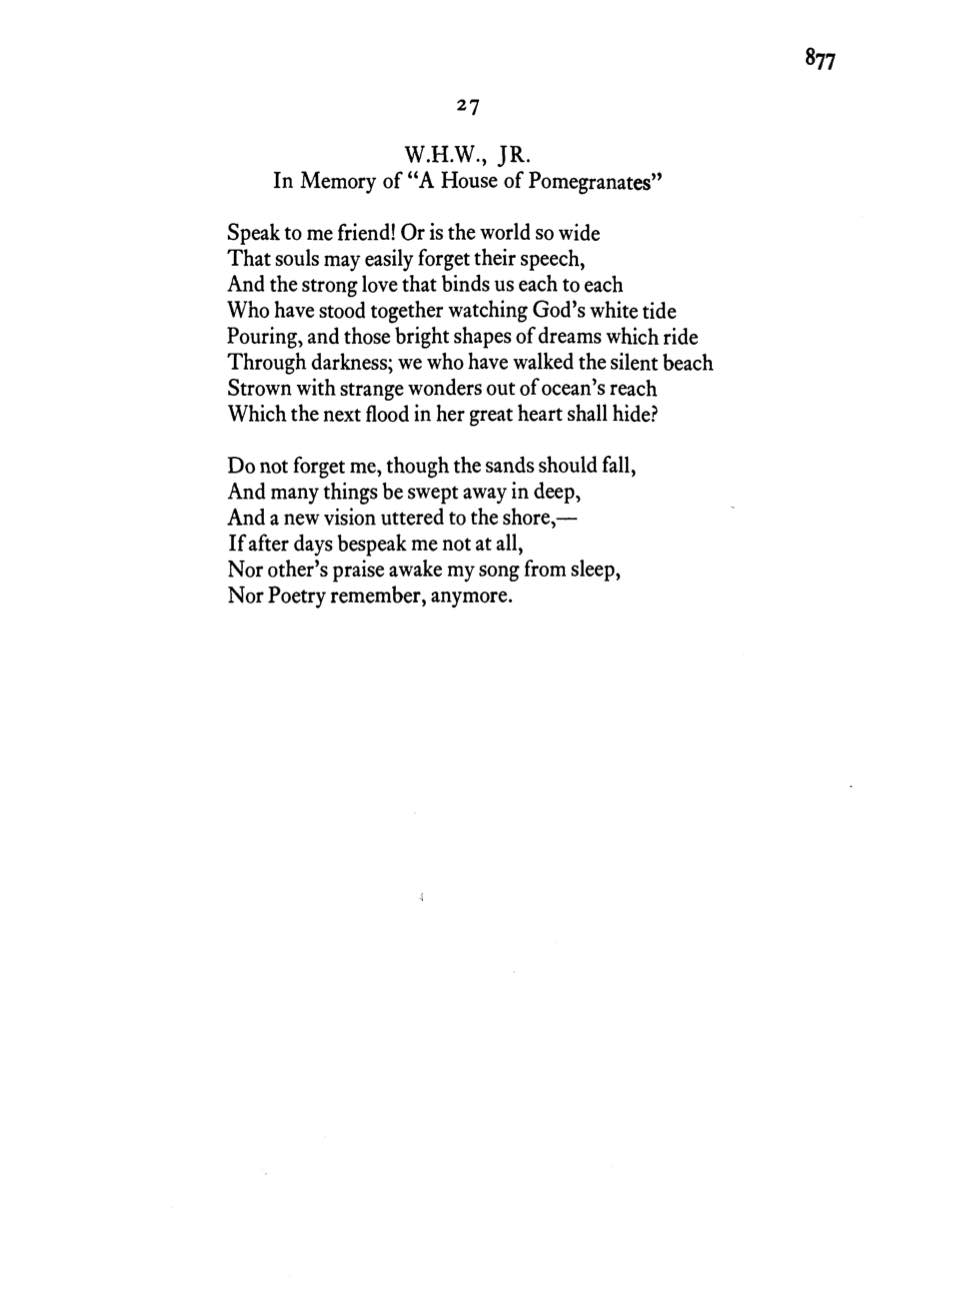 877
27
W.H.W., JR.
In Memory of “A House of Pomegranates”
Speak to me friend! Or is the world so wide
That souls may easily forget their speech,
And the strong love that binds us each to each
Who have stood together watching God’s white tide
Pouring, and those bright shapes of dreams which ride
Through darkness; we who have walked the silent beach
Strown with strange wonders out of ocean’s reach
Which the next flood in her great heart shall hide?
Do not forget me, though the sands should fall,
And many things be swept away in deep,
And a new vision uttered to the shore,—
If after days bespeak me not at all,
Nor other’s praise awake my song from sleep,
Nor Poetry remember, anymore.